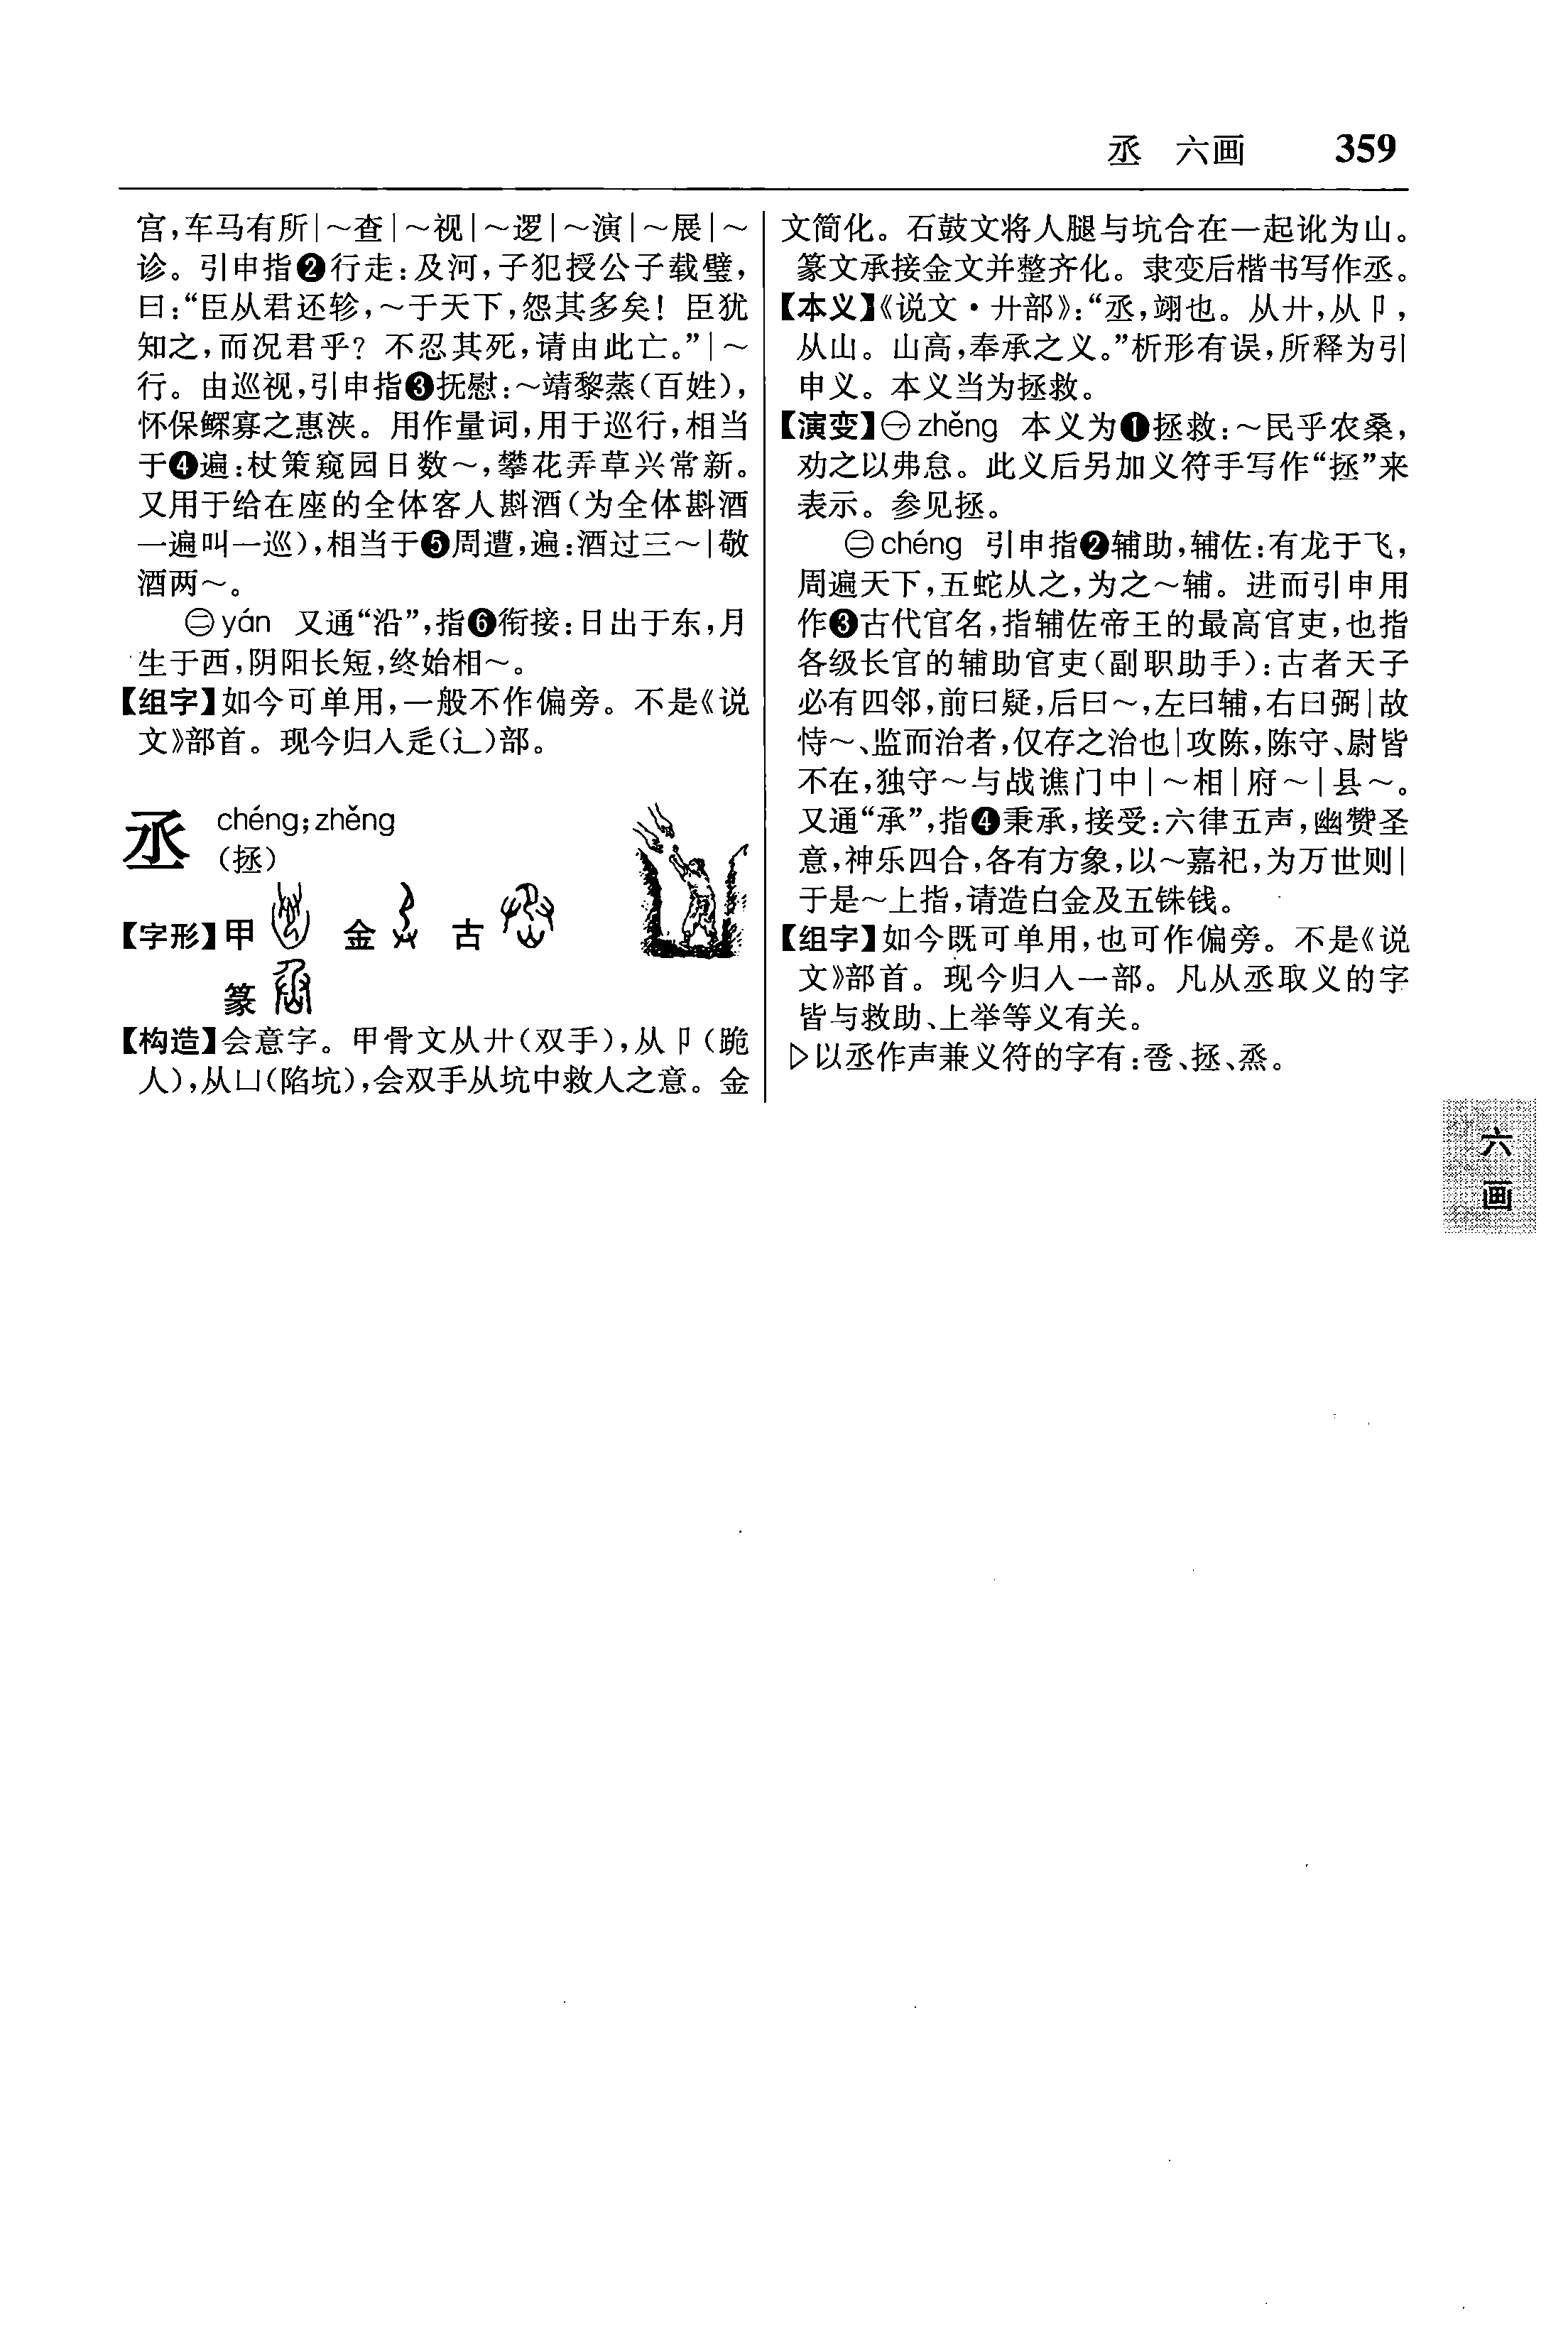 丞 六画 359
宫,车马有所|～查|～视|～逻|～演|～展|～
诊。引申指❷行走:及河,子犯授公子载璧,
曰:“臣从君还轸,～于天下,怨其多矣!臣犹
知之,而况君乎?不忍其死,请由此亡。”|～
行。由巡视,引申指❸抚慰:～靖黎蒸(百姓),
怀保鳏寡之惠浃。用作量词,用于巡行,相当
于❹遍:杖策窥园日数～,攀花弄草兴常新。
又用于给在座的全体客人斟酒(为全体斟酒
一遍叫一巡),相当于❺周遭,遍:酒过三～|敬
酒两～。
㊁yán 又通“沿”,指❻衔接:日出于东,月
生于西,阴阳长短,终始相～。
【组字】如今可单用,一般不作偏旁。不是《说
文》部首。现今归入辵(辶)部。
丞 chéng;zhěng
(拯)
【字形】甲 金 古
篆
【构造】会意字。甲骨文从廾(双手),从卩(跪
人),从凵(陷坑),会双手从坑中救人之意。金
文简化。石鼓文将人腿与坑合在一起讹为山。
篆文承接金文并整齐化。隶变后楷书写作丞。
【本义】《说文·廾部》:“丞,翊也。从廾,从卩,
从山。山高,奉承之义。”析形有误,所释为引
申义。本义当为拯救。
【演变】㊀zhěng 本义为❶拯救:～民乎农桑,
劝之以弗怠。此义后另加义符手写作“拯”来
表示。参见拯。
㊁chéng 引申指❷辅助,辅佐:有龙于飞,
周遍天下,五蛇从之,为之～辅。进而引申用
作❸古代官名,指辅佐帝王的最高官吏,也指
各级长官的辅助官吏(副职助手):古者天子
必有四邻,前曰疑,后曰～,左曰辅,右曰弼|故
恃～、监而治者,仅存之治也|攻陈,陈守、尉皆
不在,独守～与战谯门中|～相|府～|县～。
又通“承”,指❹秉承,接受:六律五声,幽赞圣
意,神乐四合,各有方象,以～嘉祀,为万世则|
于是～上指,请造白金及五铢钱。
【组字】如今既可单用,也可作偏旁。不是《说
文》部首。现今归入一部。凡从丞取义的字
皆与救助、上举等义有关。
▷以丞作声兼义符的字有:卺、拯、烝。
六
画